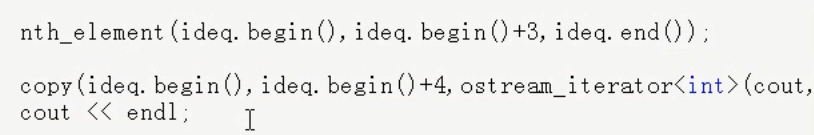 nth_element(ideq.begin(),ideq.begin()+3,ideq.end());
copy(ideq.begin(),ideq.begin()+4,ostream_iterator<int>(cout,
cout << endl;